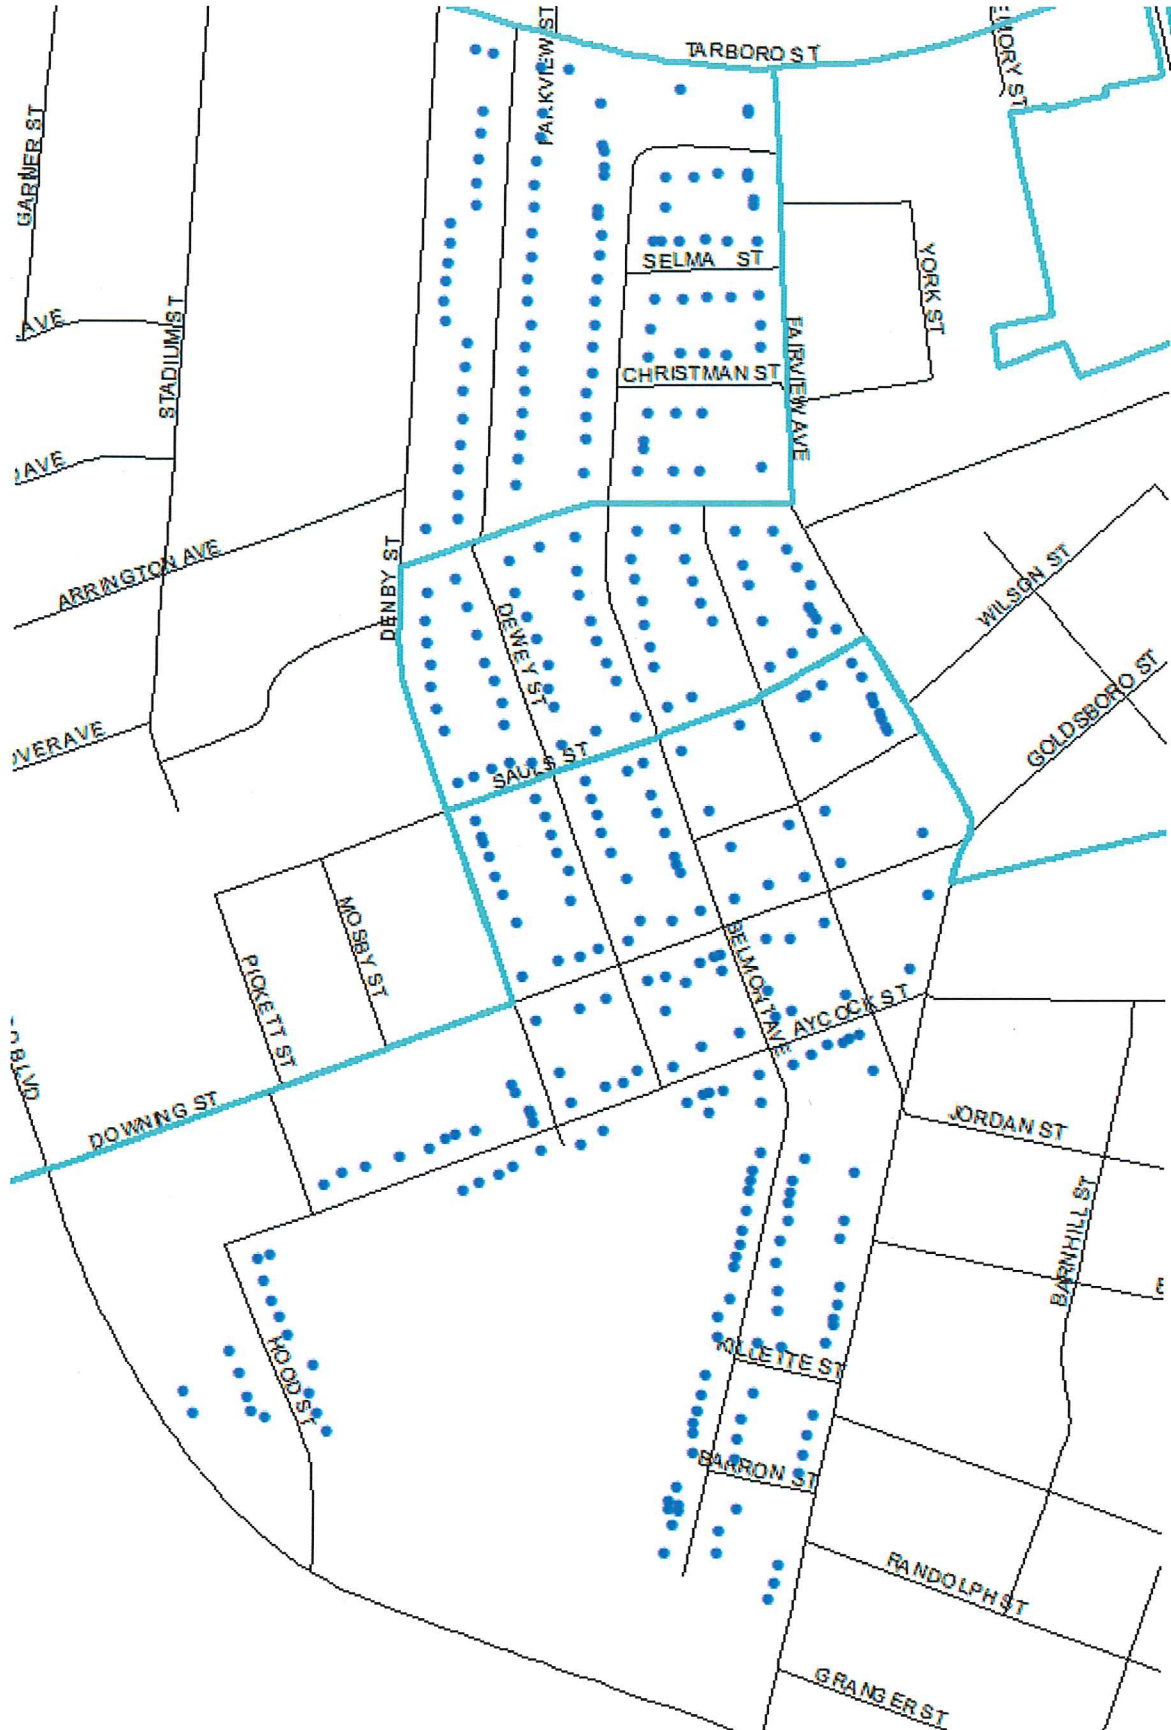 TARBORO ST
PARKVIEW ST
EMORY ST
GARNER ST
SELMA ST
YORK ST
AVE
STADIUM ST
FAIRVIEW AVE
CHRISTMAN ST
AVE
ARRINGTON AVE
DENBY ST
DEWEY ST
WILSON ST
GOLDSBORO ST
OVER AVE
SAULS ST
MOSBY ST
PICKETT ST
BELMONT AVE
AYCOCK ST
BLVD
DOWNING ST
JORDAN ST
BARNHILL ST
HOOD ST
KILLETTE ST
BARRON ST
RANDOLPH ST
GRANGER ST